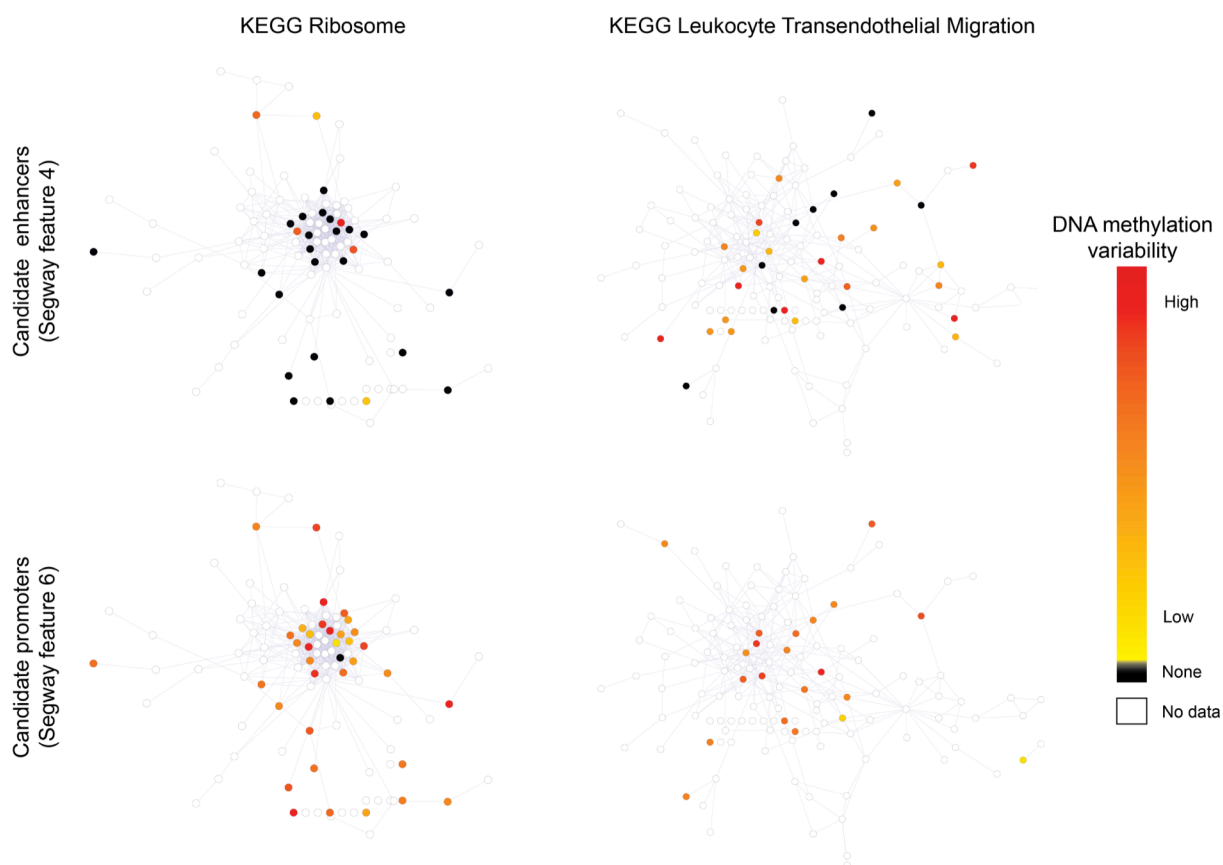 KEGG Ribosome
KEGG Leukocyte Transendothelial Migration
Candidate enhancers
(Segway feature 4)
Candidate promoters
(Segway feature 6)
DNA methylation
variability
High
Low
None
No data